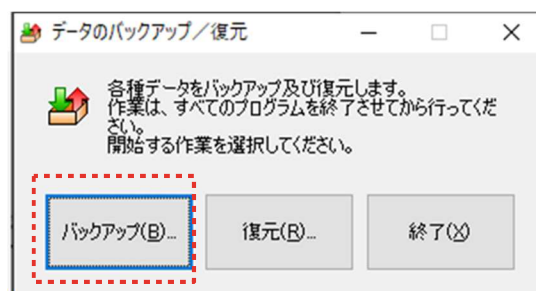 データのバックアップ／復元
各種データをバックアップ及び復元します。
作業は、すべてのプログラムを終了させてから行ってくだ
さい。
開始する作業を選択してください。
バックアップ(B)... 復元(R)... 終了(X)